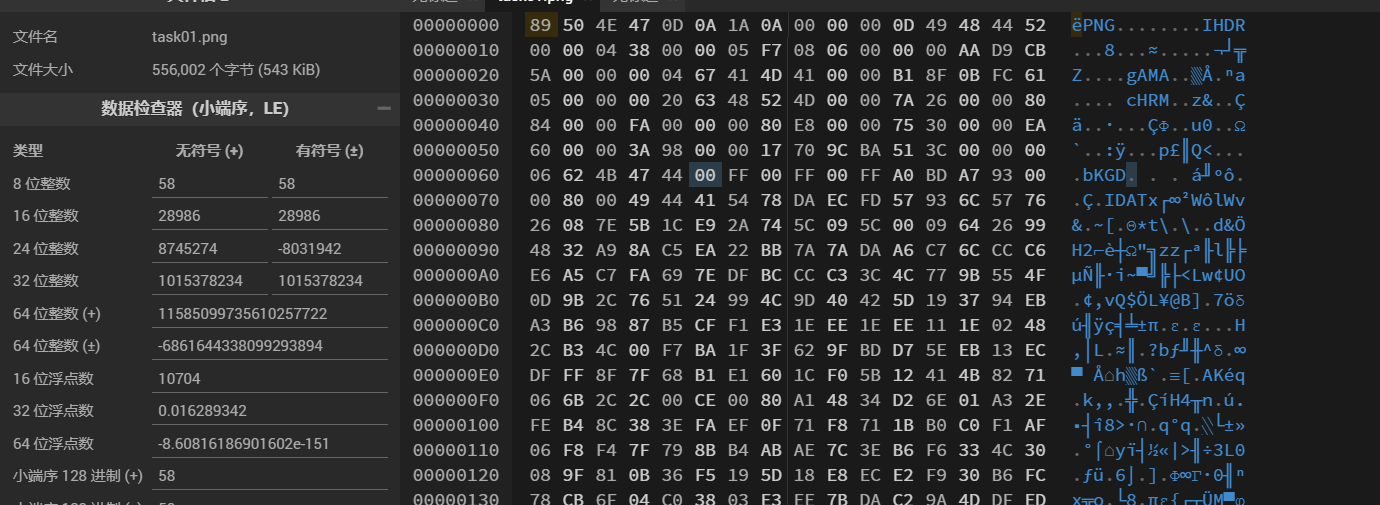 task01.png
文件名 task01.png
文件大小 556,002 个字节 (543 KiB)
数据检查器（小端序，LE）
类型 无符号 (+) 有符号 (±)
8 位整数 58 58
16 位整数 28986 28986
24 位整数 8745274 -8031942
32 位整数 1015378234 1015378234
64 位整数 (+) 11585099735610257722
64 位整数 (±) -6861644338099293894
16 位浮点数 10704
32 位浮点数 0.016289342
64 位浮点数 -8.60816186901602e-151
小端序 128 进制 (+) 58
00000000 89 50 4E 47 0D 0A 1A 0A 00 00 00 0D 49 48 44 52 ëPNG........IHDR
00000010 00 00 04 38 00 00 05 F7 08 06 00 00 00 AA D9 CB ...8...≈.....¬┘╦
00000020 5A 00 00 00 04 67 41 4D 41 00 00 B1 8F 0B FC 61 Z....gAMA..▒Å.ⁿa
00000030 05 00 00 00 20 63 48 52 4D 00 00 7A 26 00 00 80 .... cHRM..z&..Ç
00000040 84 00 00 FA 00 00 00 80 E8 00 00 75 30 00 00 EA ä..·...ÇΦ..u0..Ω
00000050 60 00 00 3A 98 00 00 17 70 9C BA 51 3C 00 00 00 `..:ÿ...p£║Q<...
00000060 06 62 4B 47 44 00 FF 00 FF 00 FF A0 BD A7 93 00 .bKGD. . . á╜ºô.
00000070 00 80 00 49 44 41 54 78 DA EC FD 57 93 6C 57 76 .Ç.IDATx┌∞²WôlWv
00000080 26 08 7E 5B 1C E9 2A 74 5C 09 5C 00 09 64 26 99 &.~[.Θ*t\.\..d&Ö
00000090 48 32 A9 8A C5 EA 22 BB 7A 7A DA A6 C7 6C CC C6 H2⌐è┼Ω"╗zz┌ª╟l╠╞
000000A0 E6 A5 C7 FA 69 7E DF BC CC C3 3C 4C 77 9B 55 4F µÑ╟·i~▀╝╠├<Lw¢UO
000000B0 0D 9B 2C 76 51 24 99 4C 9D 40 42 5D 19 37 94 EB .¢,vQ$ÖL¥@B].7öδ
000000C0 A3 B6 98 87 B5 CF F1 E3 1E EE 1E EE 11 1E 02 48 ú╢ÿç╡╧±π.ε.ε...H
000000D0 2C B3 4C 00 F7 BA 1F 3F 62 9F BD D7 5E EB 13 EC ,│L.≈║.?bƒ╜╫^δ.∞
000000E0 DF FF 8F 7F 68 B1 E1 60 1C F0 5B 12 41 4B 82 71 ▀ Å⌂h▒ß`.≡[.AKéq
000000F0 06 6B 2C 2C 00 CE 00 80 A1 48 34 D2 6E 01 A3 2E .k,,.╬.ÇíH4╥n.ú.
00000100 FE B4 8C 38 3E FA EF 0F 71 F8 71 1B B0 C0 F1 AF ▪┤î8>·∩.q°q.░└±»
00000110 06 F8 F4 7F 79 8B B4 AB AE 7C 3E B6 F6 33 4C 30 .°⌠⌂yï┤½«|>╢÷3L0
00000120 08 9F 81 0B 36 F5 19 5D 18 E8 EC E2 F9 30 B6 FC .ƒü.6⌡.].Φ∞Γ∙0╢ⁿ
00000130 78 CB 6F 04 C0 38 03 E3 EE 7B DA C2 9A 4D DF ED x╦o.└8.πε{┌┬ÜM▀φ